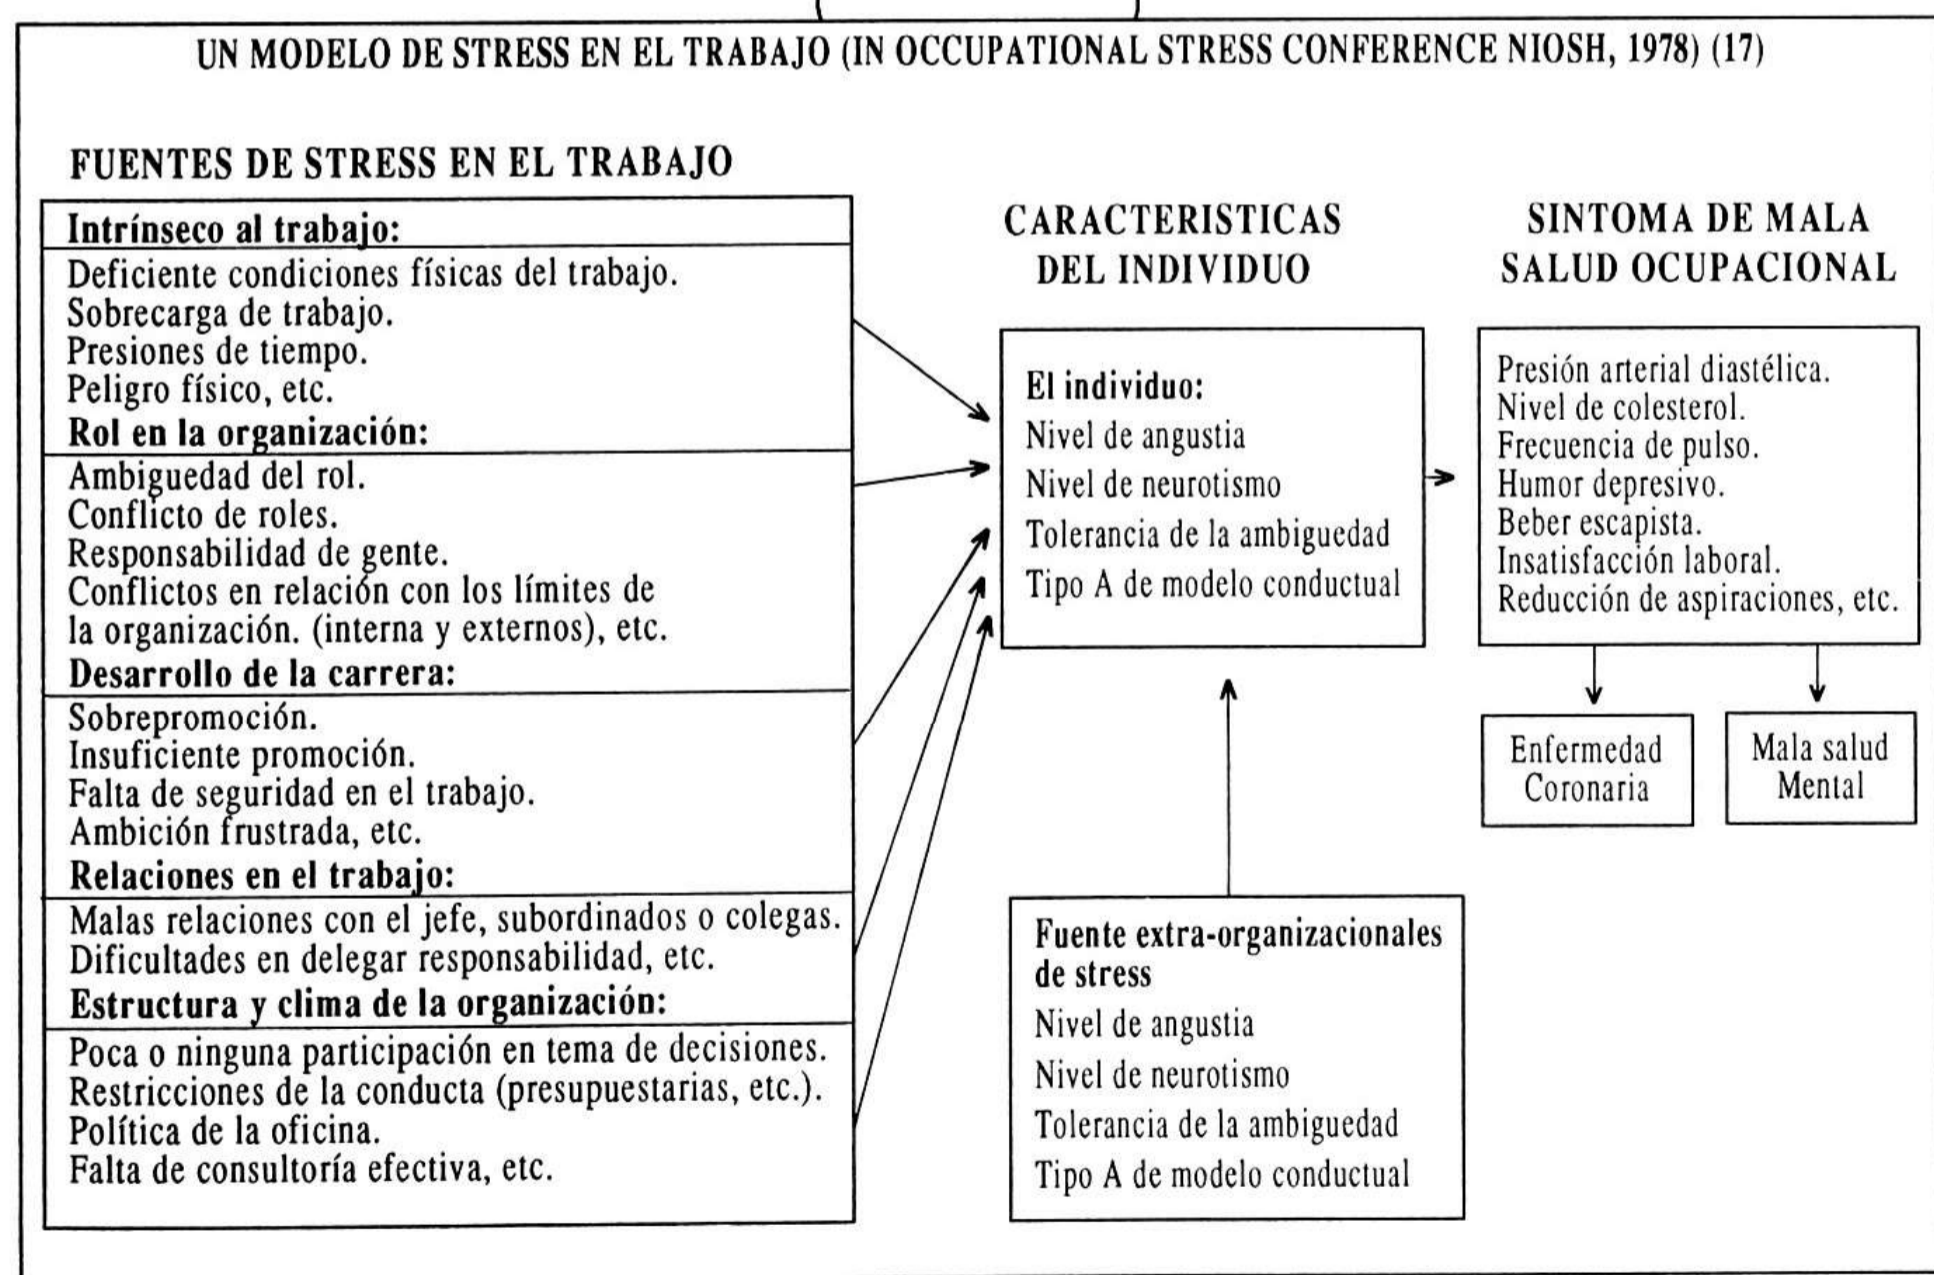 UN MODELO DE STRESS EN EL TRABAJO (IN OCCUPATIONAL STRESS CONFERENCE NIOSH, 1978) (17)
FUENTES DE STRESS EN EL TRABAJO
Intrínseco al trabajo:
Deficiente condiciones físicas del trabajo.
Sobrecarga de trabajo.
Presiones de tiempo.
Peligro físico, etc.
Rol en la organización:
Ambiguedad del rol.
Conflicto de roles.
Responsabilidad de gente.
Conflictos en relación con los límites de
la organización. (interna y externos), etc.
Desarrollo de la carrera:
Sobrepromoción.
Insuficiente promoción.
Falta de seguridad en el trabajo.
Ambición frustrada, etc.
Relaciones en el trabajo:
Malas relaciones con el jefe, subordinados o colegas.
Dificultades en delegar responsabilidad, etc.
Estructura y clima de la organización:
Poca o ninguna participación en tema de decisiones.
Restricciones de la conducta (presupuestarias, etc.).
Política de la oficina.
Falta de consultoría efectiva, etc.
CARACTERISTICAS
DEL INDIVIDUO
El individuo:
Nivel de angustia
Nivel de neurotismo
Tolerancia de la ambiguedad
Tipo A de modelo conductual
Fuente extra-organizacionales
de stress
Nivel de angustia
Nivel de neurotismo
Tolerancia de la ambiguedad
Tipo A de modelo conductual
SINTOMA DE MALA
SALUD OCUPACIONAL
Presión arterial diastélica.
Nivel de colesterol.
Frecuencia de pulso.
Humor depresivo.
Beber escapista.
Insatisfacción laboral.
Reducción de aspiraciones, etc.
Enfermedad
Coronaria
Mala salud
Mental